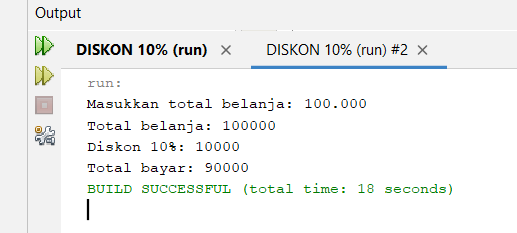 Output
DISKON 10% (run) × DISKON 10% (run) #2 ×
run:
Masukkan total belanja: 100.000
Total belanja: 100000
Diskon 10%: 10000
Total bayar: 90000
BUILD SUCCESSFUL (total time: 18 seconds)